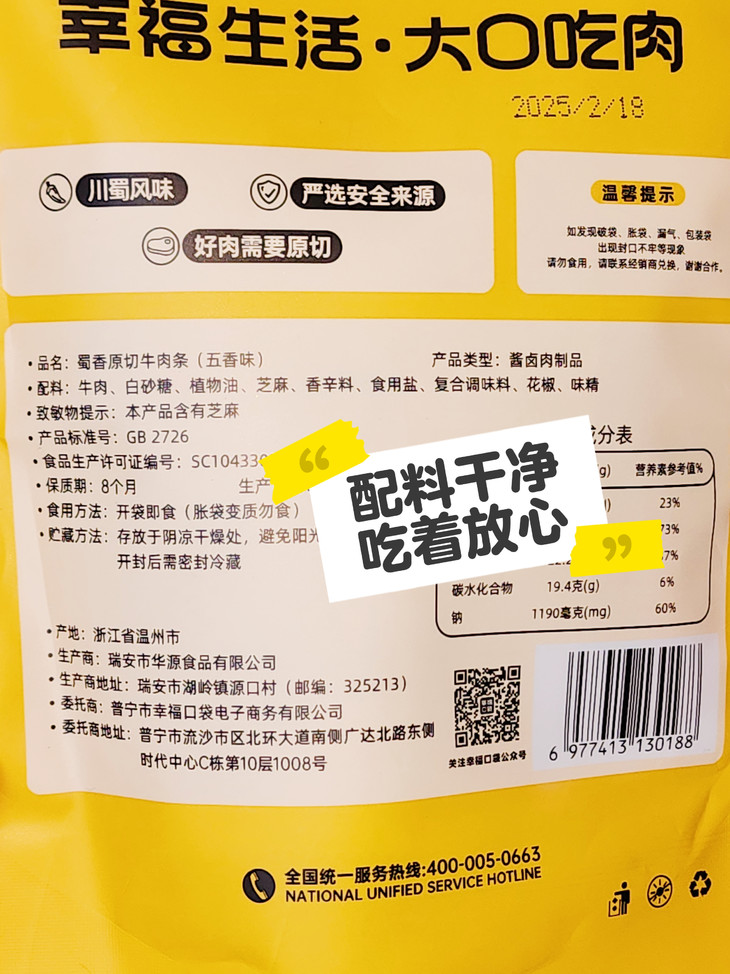 幸福生活·大口吃肉
2025/2/18
川蜀风味
严选安全来源
好肉需要原切
温馨提示
如发现破袋、胀袋、漏气、包装袋
出现封口不牢等现象
请勿食用，请联系经销商兑换，谢谢合作。
·品名：蜀香原切牛肉条（五香味）
产品类型：酱卤肉制品
·配料：牛肉、白砂糖、植物油、芝麻、香辛料、食用盐、复合调味料、花椒、味精
·致敏物提示：本产品含有芝麻
·产品标准号：GB 2726
·食品生产许可证编号：SC104330
·保质期：8个月
生产
·食用方法：开袋即食（胀袋变质勿食）
·贮藏方法：存放于阴凉干燥处，避免阳光
开封后需密封冷藏
“配料干净
吃着放心”
成分表
g)
营养素参考值%
23%
73%
7%
碳水化合物
19.4克(g)
6%
钠
1190毫克(mg)
60%
·产地：浙江省温州市
·生产商：瑞安市华源食品有限公司
·生产商地址：瑞安市湖岭镇源口村（邮编：325213）
·委托商：普宁市幸福口袋电子商务有限公司
·委托商地址：普宁市流沙市区北环大道南侧广达北路东侧
时代中心C栋第10层1008号
关注幸福口袋公众号
6 977413 130188
全国统一服务热线:400-005-0663
NATIONAL UNIFIED SERVICE HOTLINE